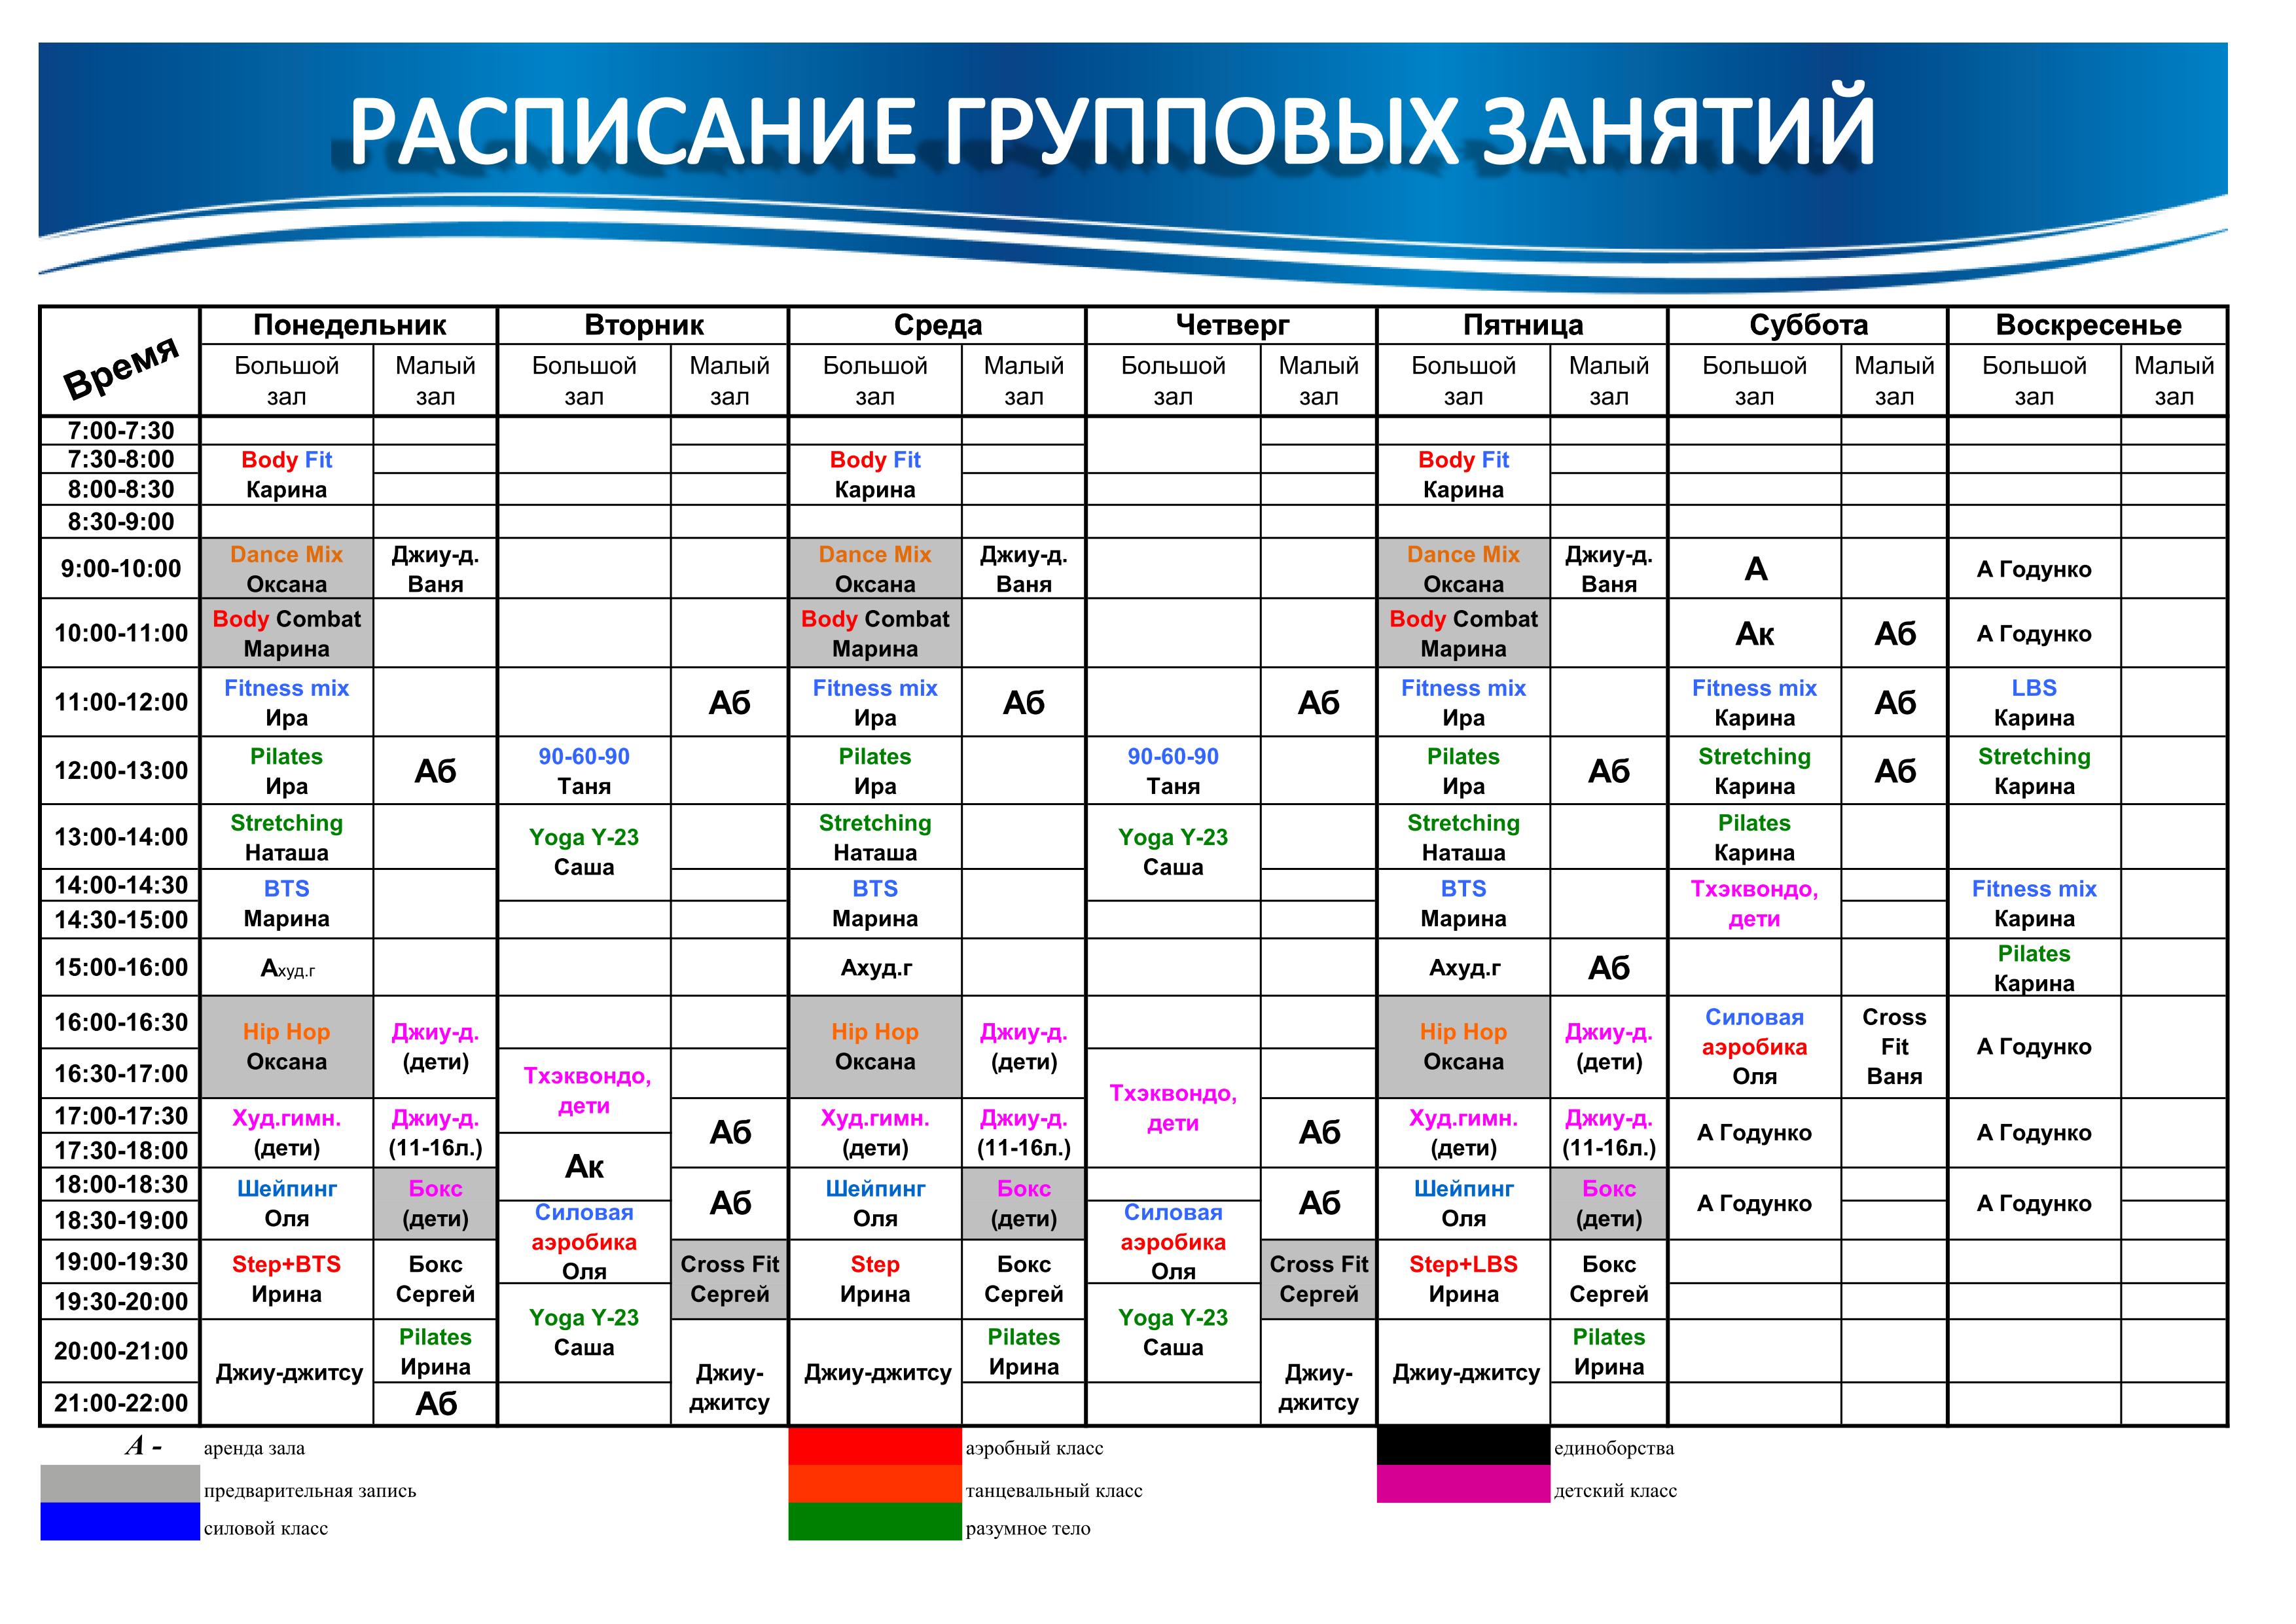 РАСПИСАНИЕ ГРУППОВЫХ ЗАНЯТИЙ
Время Понедельник Вторник Среда Четверг Пятница Суббота Воскресенье
Большой Малый Большой Малый Большой Малый Большой Малый Большой Малый Большой Малый Большой Малый
зал зал зал зал зал зал зал зал зал зал зал зал зал зал
7:00-7:30
7:30-8:00 Body Fit Body Fit Body Fit
8:00-8:30 Карина Карина Карина
8:30-9:00
Dance Mix Джиу-д. Dance Mix Джиу-д. Dance Mix Джиу-д.
9:00-10:00 А А Годунко
Оксана Ваня Оксана Ваня Оксана Ваня
Body Combat Body Combat Body Combat
10:00-11:00 Ак Аб А Годунко
Марина Марина Марина
Fitness mix Fitness mix Fitness mix Fitness mix LBS
11:00-12:00 Аб Аб Аб Аб
Ира Ира Ира Карина Карина
Pilates 90-60-90 Pilates 90-60-90 Pilates Stretching Stretching
12:00-13:00 Аб Аб Аб
Ира Таня Ира Таня Ира Карина Карина
Stretching Stretching Stretching Pilates
13:00-14:00 Yoga Y-23 Yoga Y-23
Наташа Саша Наташа Саша Наташа Карина
14:00-14:30 BTS BTS BTS Тхэквондо, Fitness mix
14:30-15:00 Марина Марина Марина дети Карина
Pilates
15:00-16:00 Ахуд.г Ахуд.г Ахуд.г Аб
Карина
16:00-16:30 Hip Hop Джиу-д. Hip Hop Джиу-д. Hip Hop Джиу-д. Силовая Cross
аэробика Fit А Годунко
Оксана (дети) Оксана (дети) Оксана (дети) Оля Ваня
16:30-17:00 Тхэквондо, Тхэквондо,
дети дети
17:00-17:30 Худ.гимн. Джиу-д. Худ.гимн. Джиу-д. Худ.гимн. Джиу-д.
Аб Аб А Годунко А Годунко
17:30-18:00 (дети) (11-16л.) Ак (дети) (11-16л.) (дети) (11-16л.)
18:00-18:30 Шейпинг Бокс Шейпинг Бокс Шейпинг Бокс
Аб Аб А Годунко А Годунко
18:30-19:00 Оля (дети) Силовая Оля (дети) Силовая Оля (дети)
аэробика аэробика
19:00-19:30 Step+BTS Бокс Оля Cross Fit Step Бокс Оля Cross Fit Step+LBS Бокс
19:30-20:00 Ирина Сергей Yoga Y-23 Сергей Ирина Сергей Yoga Y-23 Сергей Ирина Сергей
Pilates Саша Pilates Саша Pilates
20:00-21:00 Ирина Ирина Ирина
Джиу-джитсу Джиу- Джиу-джитсу Джиу- Джиу-джитсу
21:00-22:00 Аб джитсу джитсу
А - аренда зала аэробный класс единоборства
предварительная запись танцевальный класс детский класс
силовой класс разумное тело